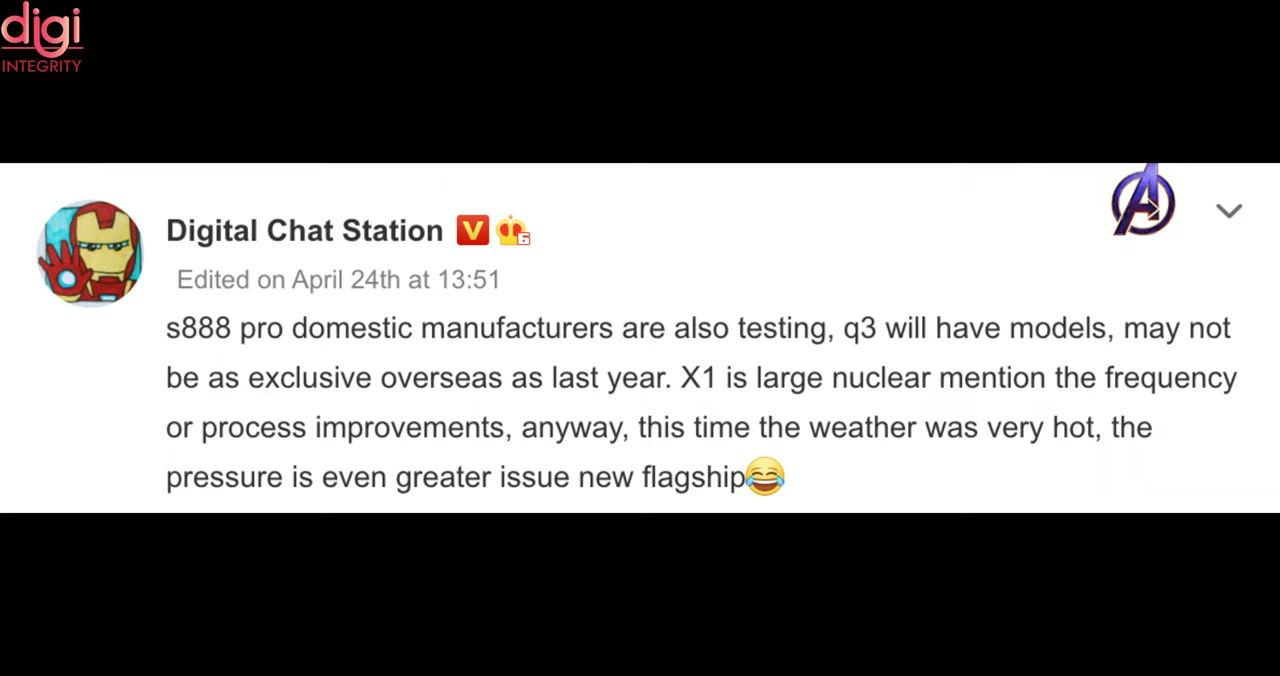 digi
INTEGRITY
Digital Chat Station V 6
Edited on April 24th at 13:51
s888 pro domestic manufacturers are also testing, q3 will have models, may not
be as exclusive overseas as last year. X1 is large nuclear mention the frequency
or process improvements, anyway, this time the weather was very hot, the
pressure is even greater issue new flagship😂